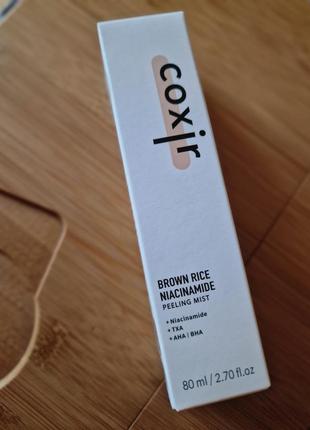 coxir
BROWN RICE
NIACINAMIDE
PEELING MIST
+ Niacinamide
+ TXA
+ AHA | BHA
80 ml / 2.70 fl.oz